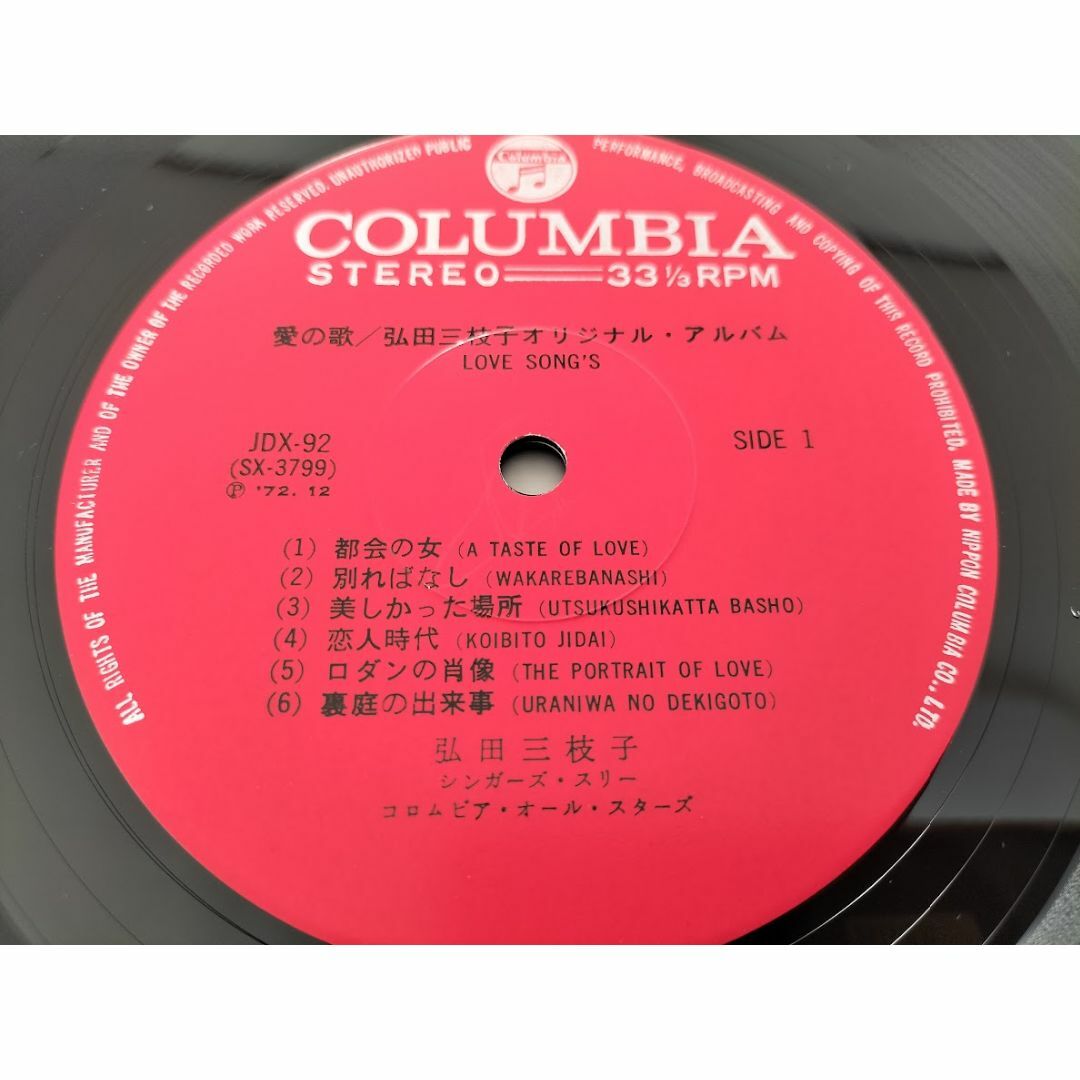 Columbia
COLUMBIA
STEREO 33⅓ RPM
愛の歌/弘田三枝子オリジナル・アルバム
LOVE SONG'S
JDX-92
(SX-3799)
Ⓟ '72. 12
SIDE 1
(1) 都会の女 (A TASTE OF LOVE)
(2) 別ればなし (WAKAREBANASHI)
(3) 美しかった場所 (UTSUKUSHIKATTA BASHO)
(4) 恋人時代 (KOIBITO JIDAI)
(5) ロダンの肖像 (THE PORTRAIT OF LOVE)
(6) 裏庭の出来事 (URANIWA NO DEKIGOTO)
弘田三枝子
シンガーズ・スリー
コロムビア・オール・スターズ
ALL RIGHTS OF THE MANUFACTURER AND OF THE OWNER OF THE RECORDED WORK RESERVED. UNAUTHORIZED PUBLIC PERFORMANCE, BROADCASTING AND COPYING OF THIS RECORD PROHIBITED. MADE BY NIPPON COLUMBIA CO., LTD.